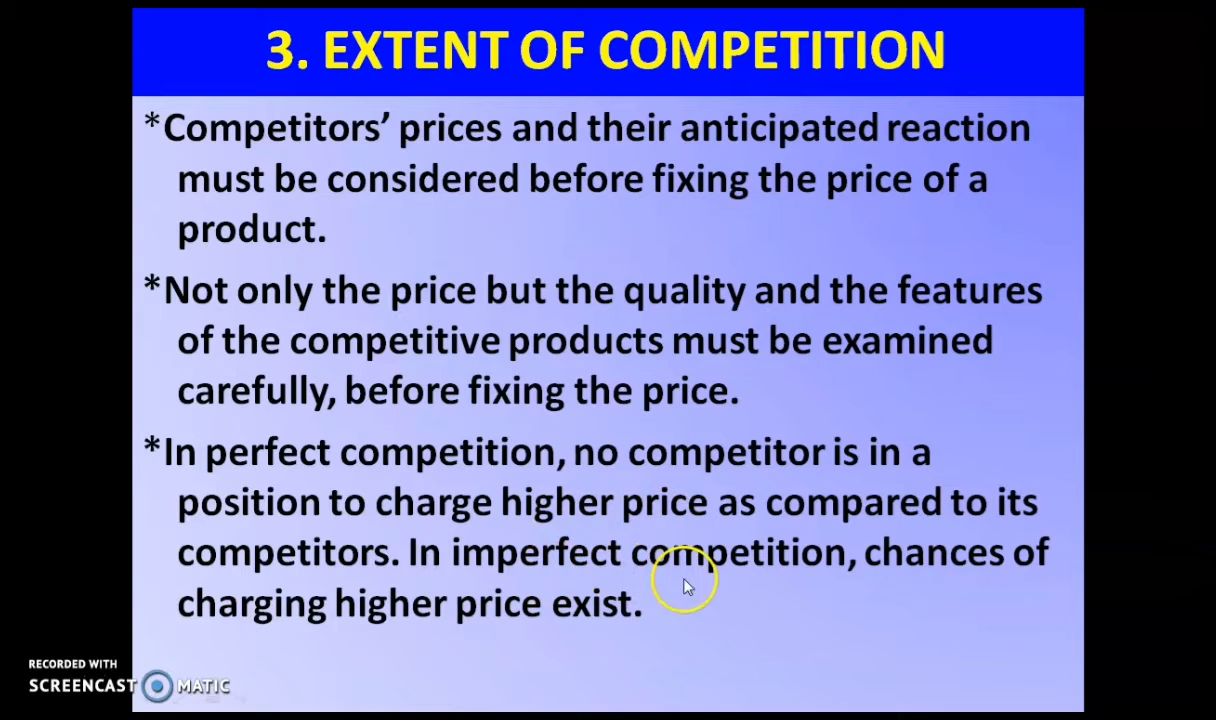 3. EXTENT OF COMPETITION
*Competitors’ prices and their anticipated reaction
must be considered before fixing the price of a
product.
*Not only the price but the quality and the features
of the competitive products must be examined
carefully, before fixing the price.
*In perfect competition, no competitor is in a
position to charge higher price as compared to its
competitors. In imperfect competition, chances of
charging higher price exist.
RECORDED WITH
SCREENCAST MATIC